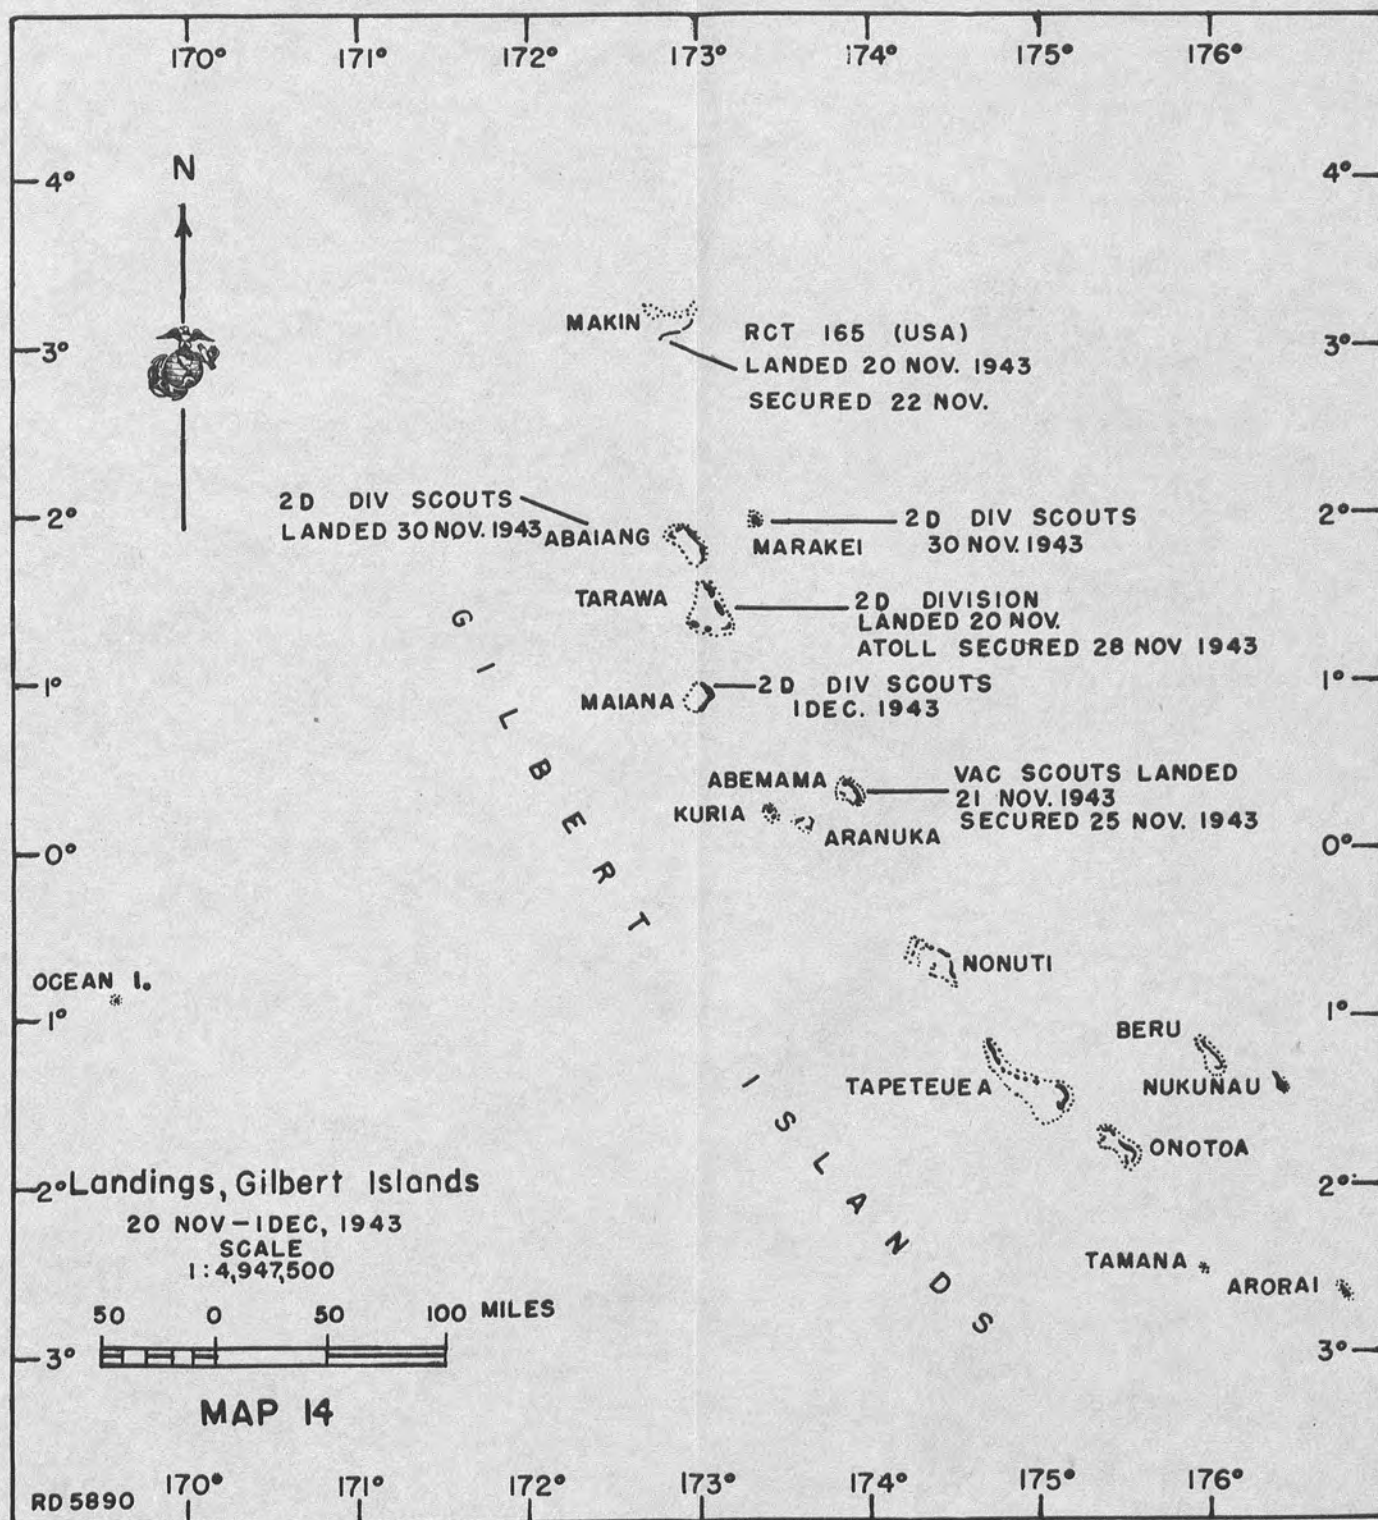 170° 171° 172° 173° 174° 175° 176°
N
4° 4°
MAKIN
RCT 165 (USA)
3° 3°
LANDED 20 NOV. 1943
SECURED 22 NOV.
2D DIV SCOUTS
LANDED 30 NOV. 1943
2° 2°
ABAIANG
2D DIV SCOUTS
30 NOV. 1943
MARAKEI
TARAWA
2D DIVISION
LANDED 20 NOV.
ATOLL SECURED 28 NOV 1943
1° 1°
MAIANA
2D DIV SCOUTS
1 DEC. 1943
ABEMAMA
VAC SCOUTS LANDED
21 NOV. 1943
SECURED 25 NOV. 1943
KURIA
ARANUKA
0° 0°
GILBERT
ISLANDS
NONUTI
OCEAN I.
1° 1°
BERU
TAPETEUEA
NUKUNAU
ONOTOA
2° 2°
TAMANA
ARORAI
3° 3°
Landings, Gilbert Islands
20 NOV – 1 DEC, 1943
SCALE
1:4,947,500
50 0 50 100 MILES
MAP 14
170° 171° 172° 173° 174° 175° 176°
RD 5890